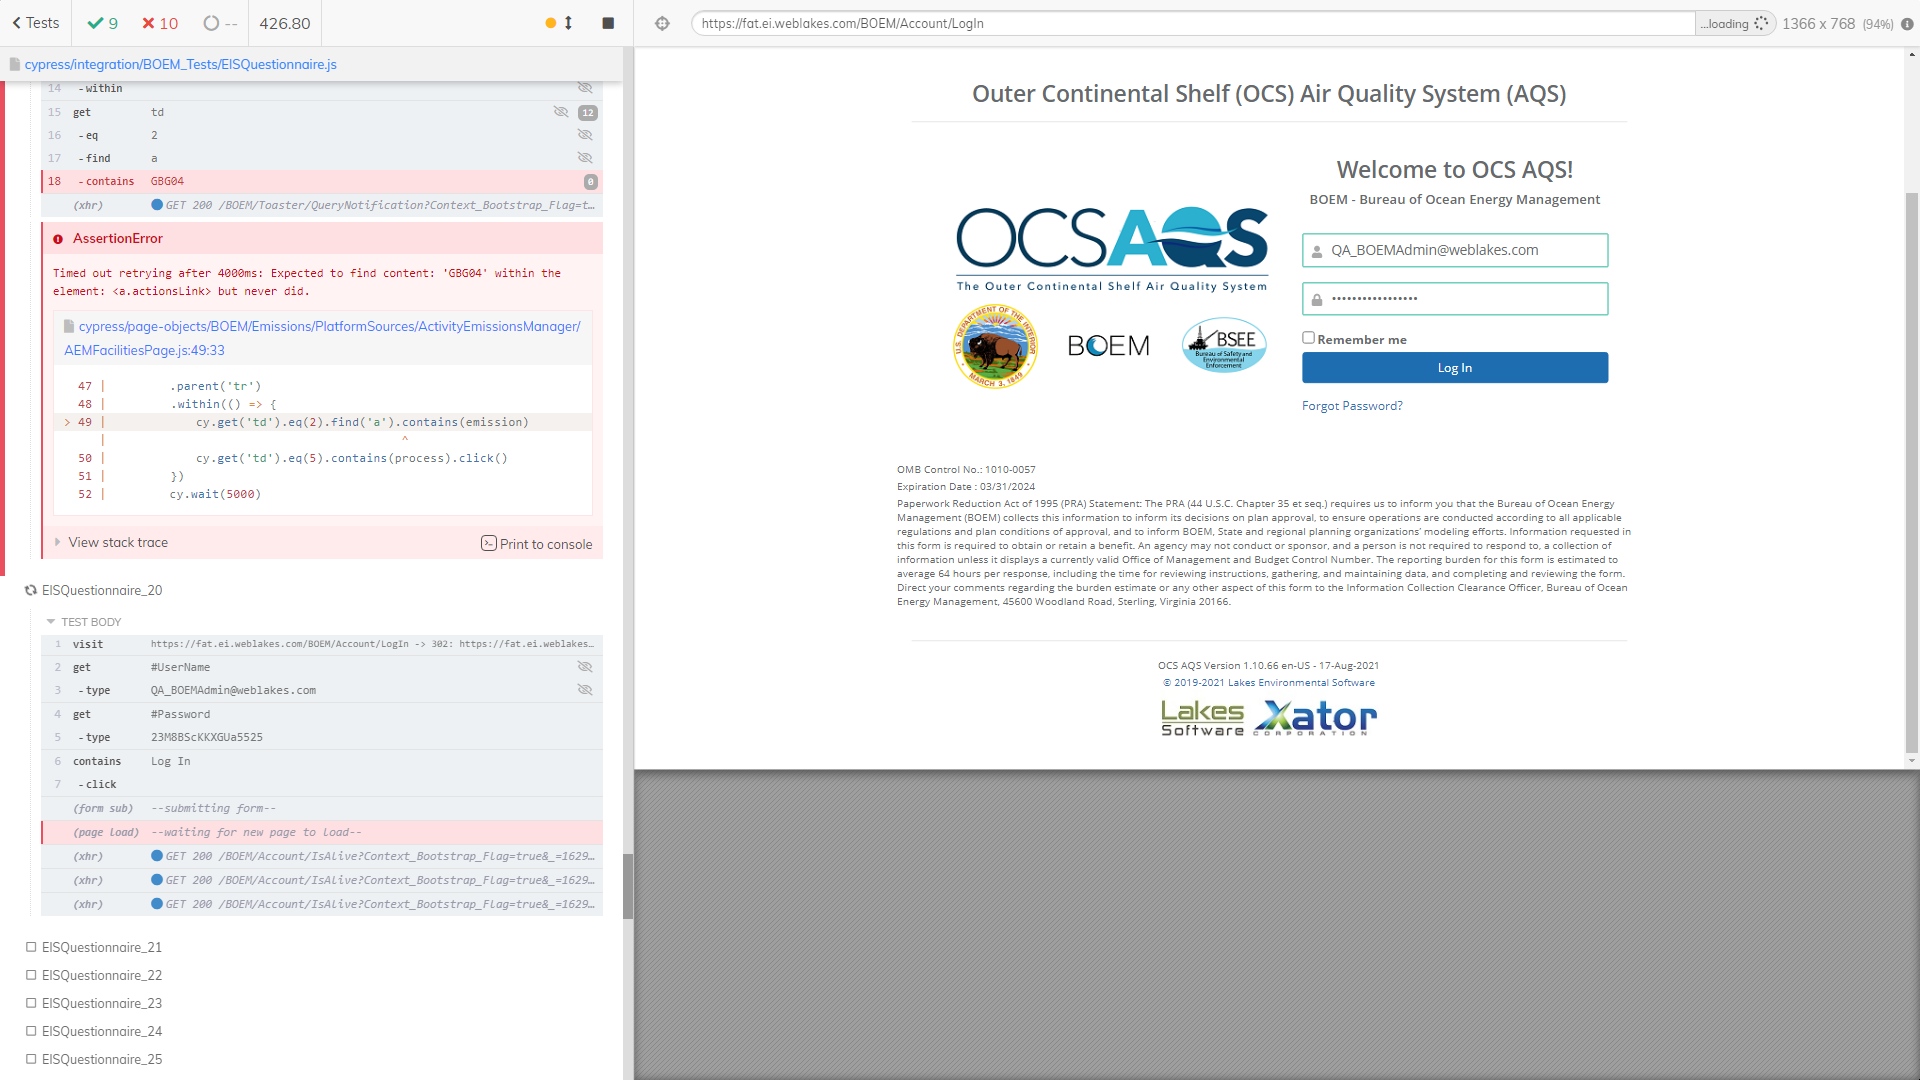 Tests
9
10
--
426.80
cypress/integration/BOEM_Tests/EISQuestionnaire.js
14 -within
15 get td 12
16 -eq 2
17 -find a
18 -contains GBG04 0
(xhr) GET 200 /BOEM/Toaster/QueryNotification?Context_Bootstrap_Flag=t...
AssertionError
Timed out retrying after 4000ms: Expected to find content: 'GBG04' within the
element: <a.actionsLink> but never did.
cypress/page-objects/BOEM/Emissions/PlatformSources/ActivityEmissionsManager/
AEMFacilitiesPage.js:49:33
47 | .parent('tr')
48 | .within(() => {
> 49 | cy.get('td').eq(2).find('a').contains(emission)
| ^
50 | cy.get('td').eq(5).contains(process).click()
51 | })
52 | cy.wait(5000)
View stack trace
Print to console
EISQuestionnaire_20
TEST BODY
1 visit https://fat.ei.weblakes.com/BOEM/Account/LogIn -> 302: https://fat.ei.weblakes...
2 get #UserName
3 -type QA_BOEMAdmin@weblakes.com
4 get #Password
5 -type 23M8BScKKXGUa5525
6 contains Log In
7 -click
(form sub) --submitting form--
(page load) --waiting for new page to load--
(xhr) GET 200 /BOEM/Account/IsAlive?Context_Bootstrap_Flag=true&_=1629...
(xhr) GET 200 /BOEM/Account/IsAlive?Context_Bootstrap_Flag=true&_=1629...
(xhr) GET 200 /BOEM/Account/IsAlive?Context_Bootstrap_Flag=true&_=1629...
EISQuestionnaire_21
EISQuestionnaire_22
EISQuestionnaire_23
EISQuestionnaire_24
EISQuestionnaire_25
https://fat.ei.weblakes.com/BOEM/Account/LogIn
...loading
1366 x 768 (94%)
Outer Continental Shelf (OCS) Air Quality System (AQS)
OCSAQS
The Outer Continental Shelf Air Quality System
U.S. DEPARTMENT OF THE INTERIOR
MARCH 3, 1849
BOEM
BSEE
Bureau of Safety and
Environmental
Enforcement
Welcome to OCS AQS!
BOEM - Bureau of Ocean Energy Management
QA_BOEMAdmin@weblakes.com
•••••••••••••••••
Remember me
Log In
Forgot Password?
OMB Control No.: 1010-0057
Expiration Date : 03/31/2024
Paperwork Reduction Act of 1995 (PRA) Statement: The PRA (44 U.S.C. Chapter 35 et seq.) requires us to inform you that the Bureau of Ocean Energy
Management (BOEM) collects this information to inform its decisions on plan approval, to ensure operations are conducted according to all applicable
regulations and plan conditions of approval, and to inform BOEM, State and regional planning organizations' modeling efforts. Information requested in
this form is required to obtain or retain a benefit. An agency may not conduct or sponsor, and a person is not required to respond to, a collection of
information unless it displays a currently valid Office of Management and Budget Control Number. The reporting burden for this form is estimated to
average 64 hours per response, including the time for reviewing instructions, gathering, and maintaining data, and completing and reviewing the form.
Direct your comments regarding the burden estimate or any other aspect of this form to the Information Collection Clearance Officer, Bureau of Ocean
Energy Management, 45600 Woodland Road, Sterling, Virginia 20166.
OCS AQS Version 1.10.66 en-US - 17-Aug-2021
© 2019-2021 Lakes Environmental Software
Lakes
Software
Xator
CORPORATION